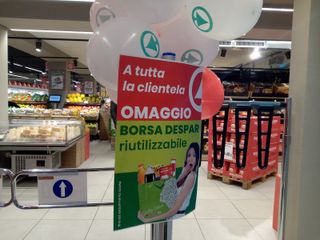 A tutta
la clientela
OMAGGIO
BORSA DESPAR
riutilizzabile